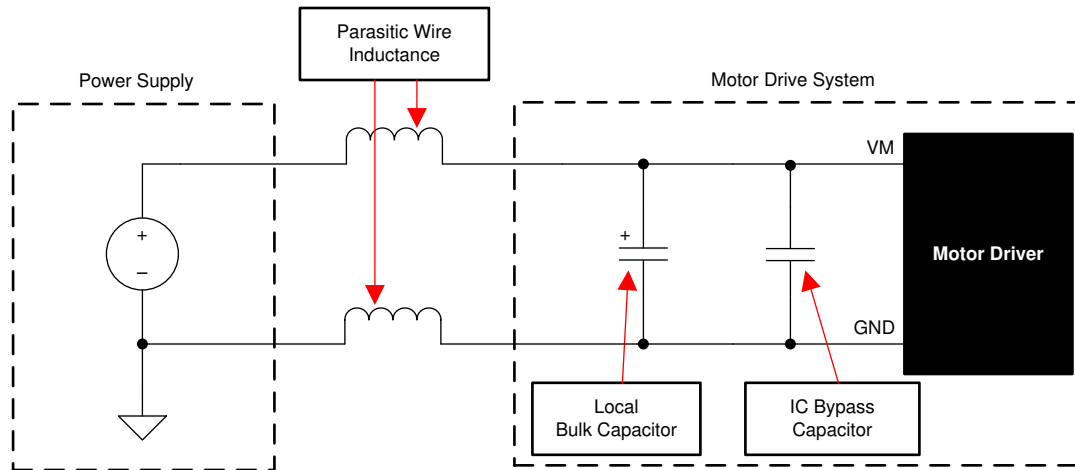 Parasitic Wire
Inductance
Power Supply
Motor Drive System
VM
+
–
+
Motor Driver
GND
Local
Bulk Capacitor
IC Bypass
Capacitor